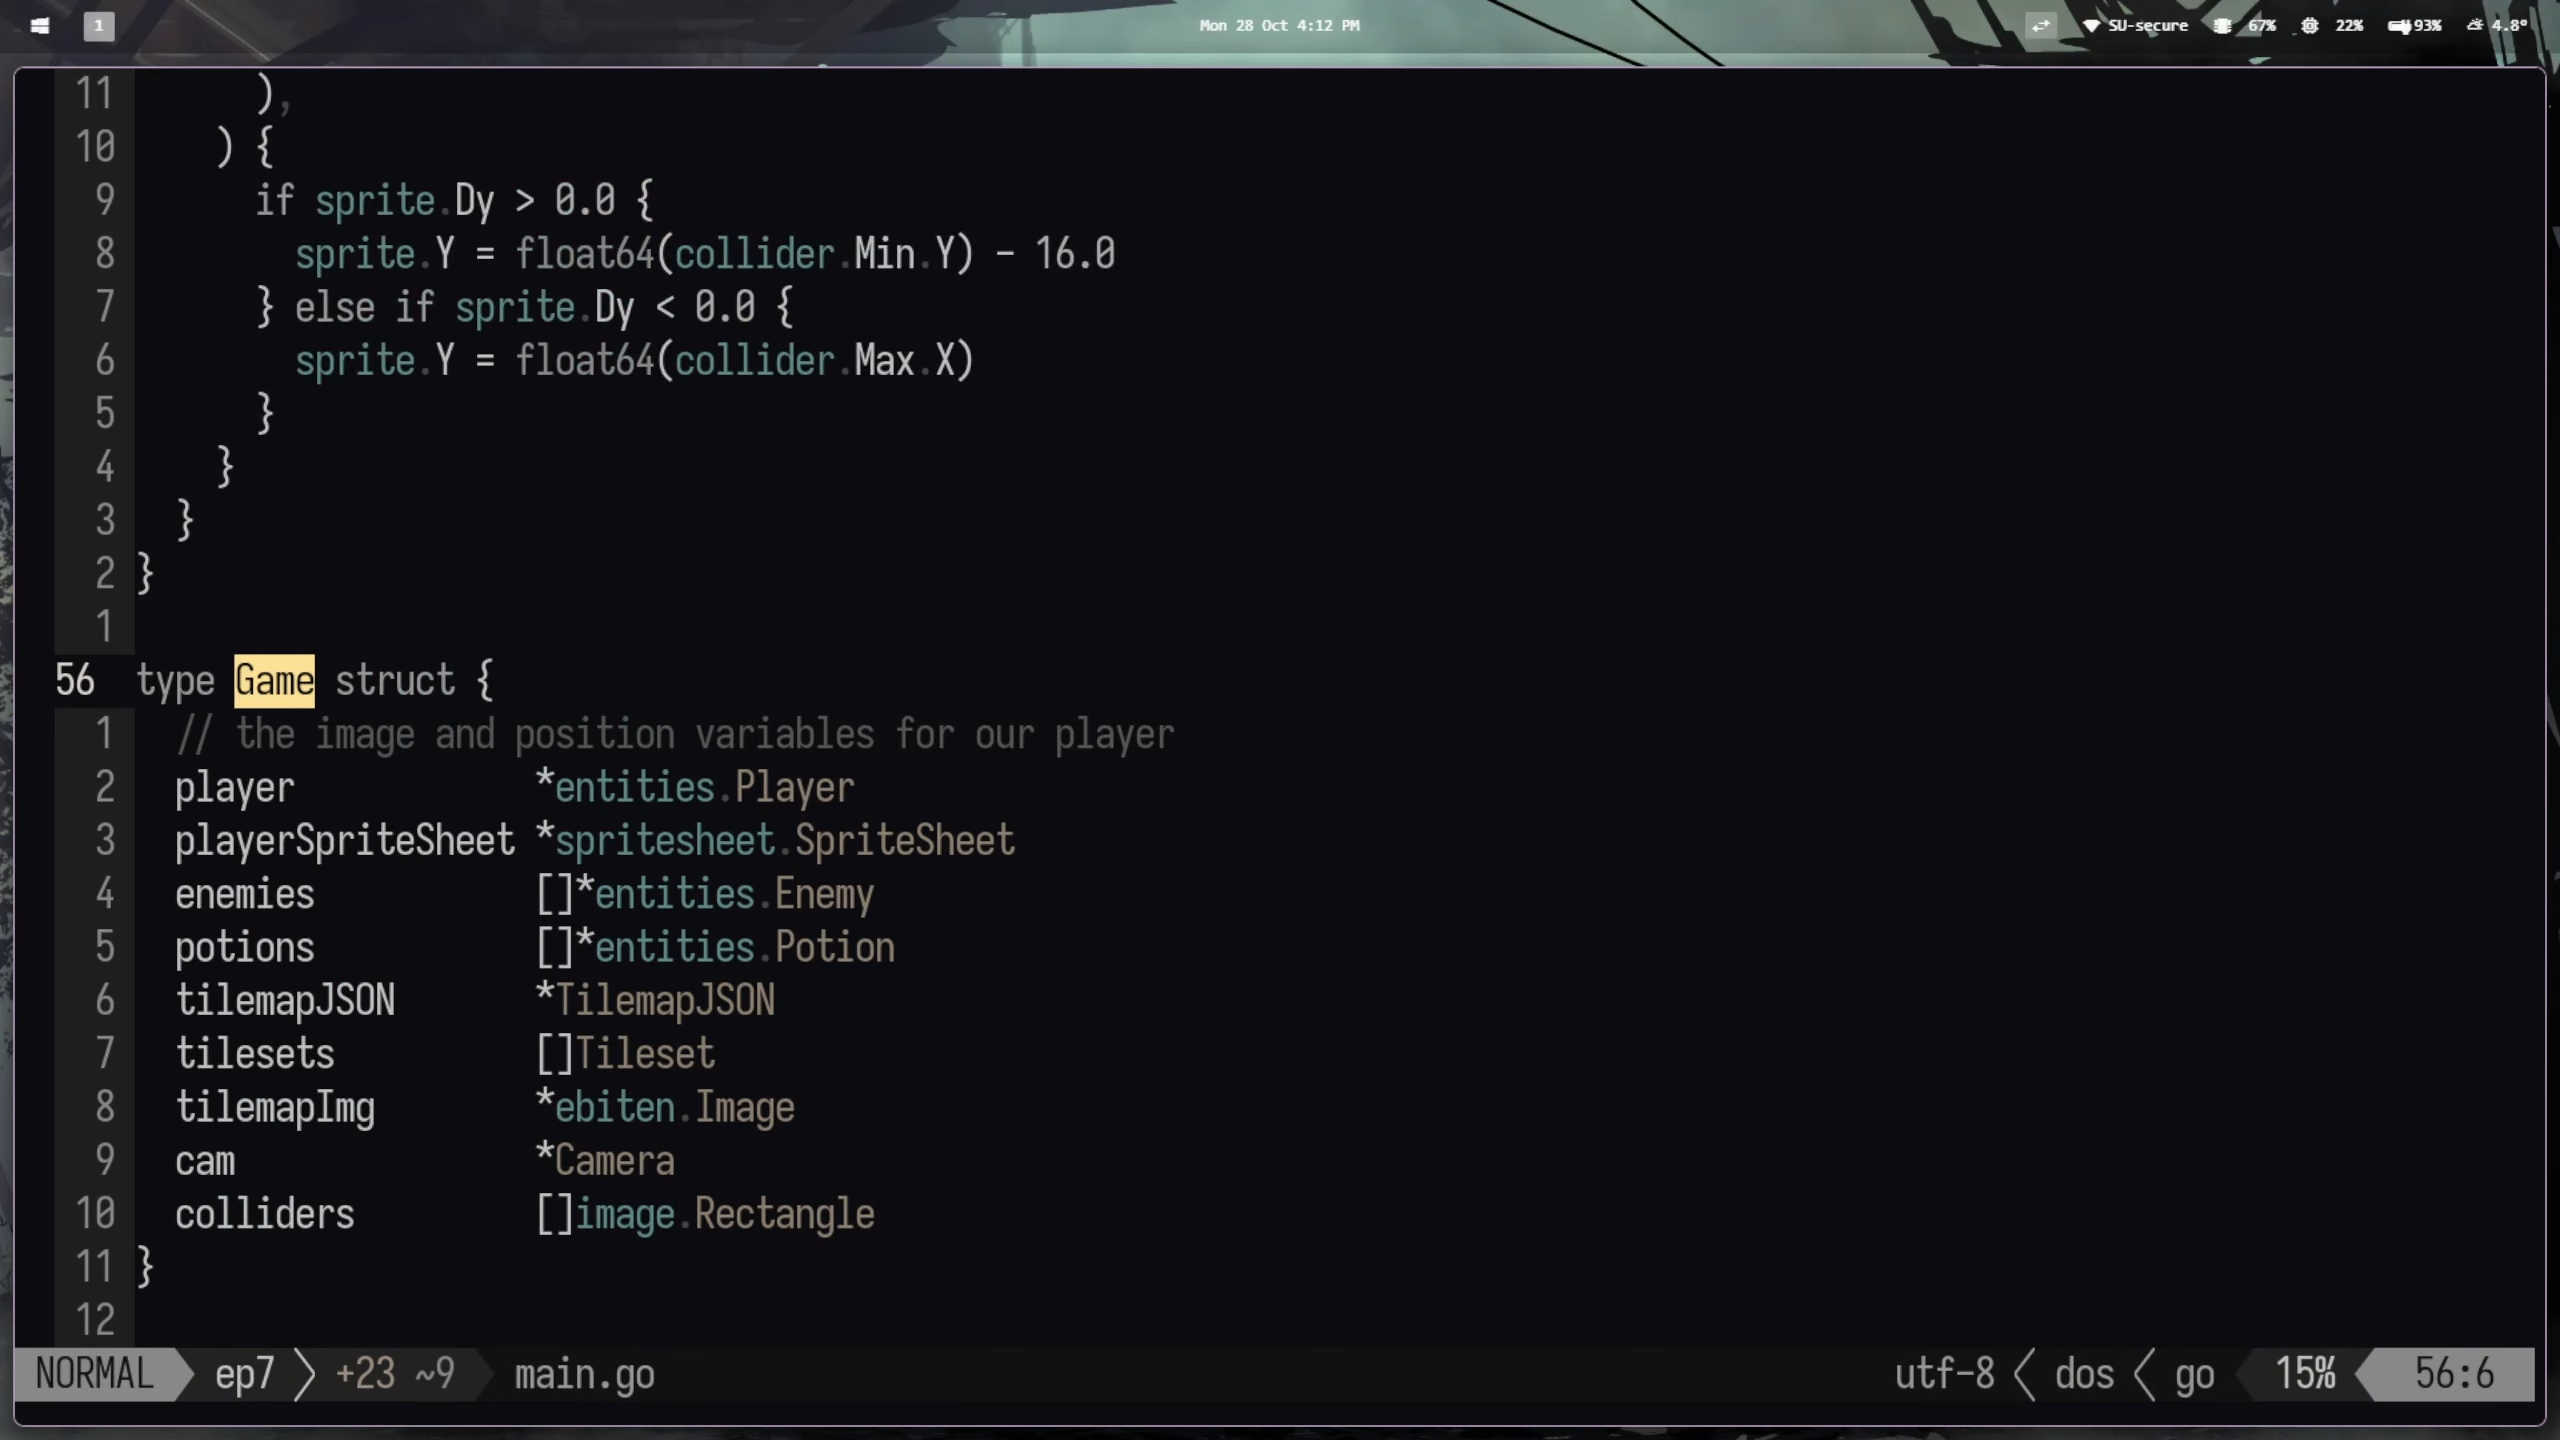 1 Mon 28 Oct 4:12 PM SU-secure 67% 22% 93% 4.8°
11 ),
10 ) {
9 if sprite.Dy > 0.0 {
8 sprite.Y = float64(collider.Min.Y) - 16.0
7 } else if sprite.Dy < 0.0 {
6 sprite.Y = float64(collider.Max.X)
5 }
4 }
3 }
2 }
1
56 type Game struct {
1 // the image and position variables for our player
2 player *entities.Player
3 playerSpriteSheet *spritesheet.SpriteSheet
4 enemies []*entities.Enemy
5 potions []*entities.Potion
6 tilemapJSON *TilemapJSON
7 tilesets []Tileset
8 tilemapImg *ebiten.Image
9 cam *Camera
10 colliders []image.Rectangle
11 }
12
NORMAL ep7 +23 ~9 main.go utf-8 dos go 15% 56:6